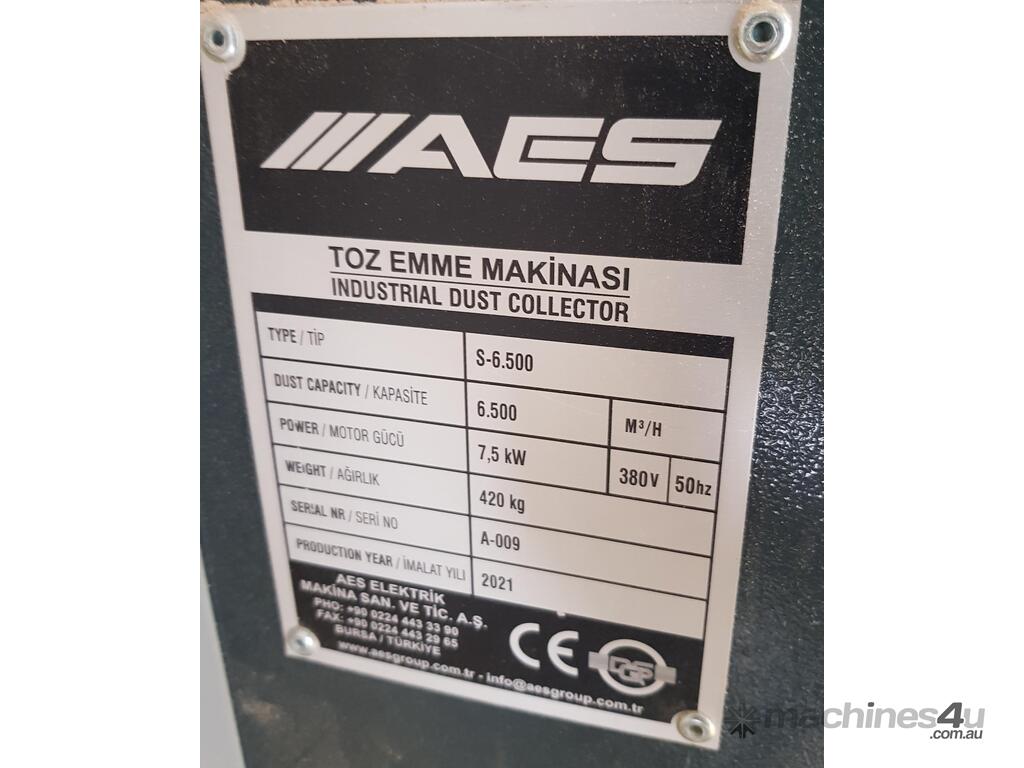 AES
TOZ EMME MAKİNASI
INDUSTRIAL DUST COLLECTOR
TYPE / TİP S-6.500
DUST CAPACITY / KAPASİTE 6.500 M³/H
POWER / MOTOR GÜCÜ 7,5 kW 380V 50hz
WEIGHT / AĞIRLIK 420 kg
SERIAL NR / SERİ NO A-009
PRODUCTION YEAR / İMALAT YILI 2021
AES ELEKTRİK
MAKİNA SAN. VE TİC. A.Ş.
PHO: +90 0224 443 33 90
FAX: +90 0224 443 29 65
BURSA / TÜRKİYE
www.aesgroup.com.tr - info@aesgroup.com.tr
CE
DGSP
machines4u
.com.au